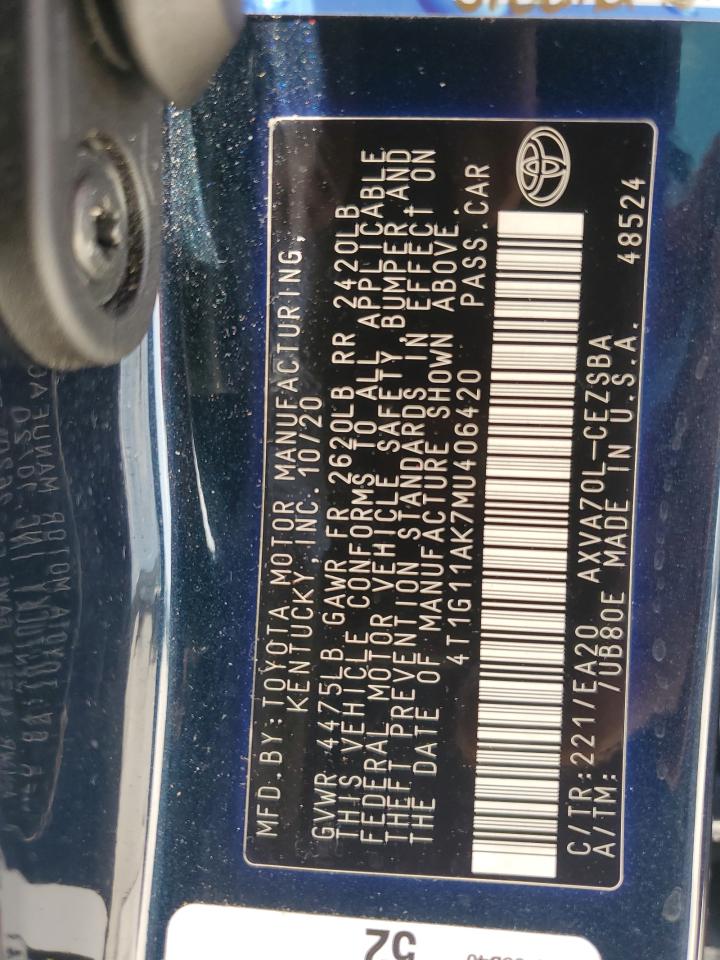 MFD.BY:TOYOTA MOTOR MANUFACTURING,
KENTUCKY, INC. 10/20
GVWR 4475LB GAWR FR 2620LB RR 2420LB
THIS VEHICLE CONFORMS TO ALL APPLICABLE
FEDERAL MOTOR VEHICLE SAFETY, BUMPER AND
THEFT PREVENTION STANDARDS IN EFFECT ON
THE DATE OF MANUFACTURE SHOWN ABOVE.
4T1G11AK7MU406420 PASS.CAR
C/TR:221/EA20 AXVA70L-CEZSBA
A/TM: /UB80E MADE IN U.S.A. 48524
52